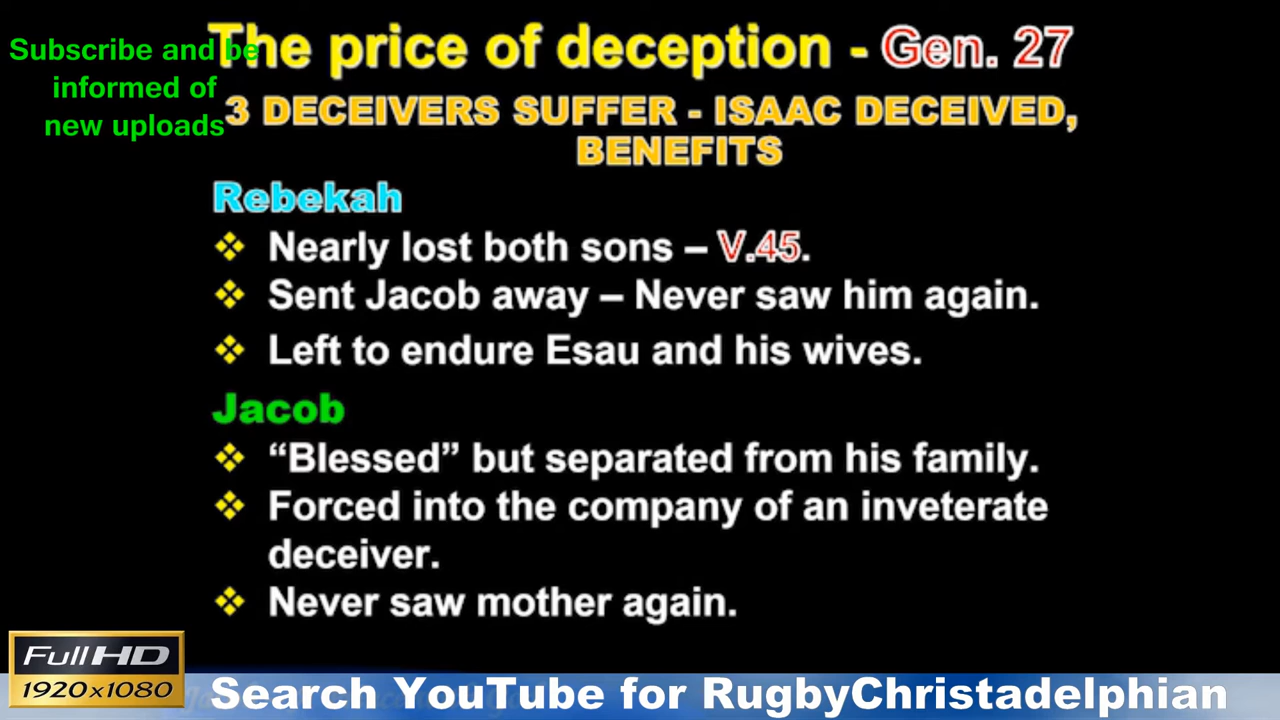 The price of deception - Gen. 27
Subscribe and be
informed of
new uploads
3 DECEIVERS SUFFER - ISAAC DECEIVED,
BENEFITS
Rebekah
❖ Nearly lost both sons – V.45.
❖ Sent Jacob away – Never saw him again.
❖ Left to endure Esau and his wives.
Jacob
❖ “Blessed” but separated from his family.
❖ Forced into the company of an inveterate
deceiver.
❖ Never saw mother again.
Full HD
1920x1080
Search YouTube for RugbyChristadelphian